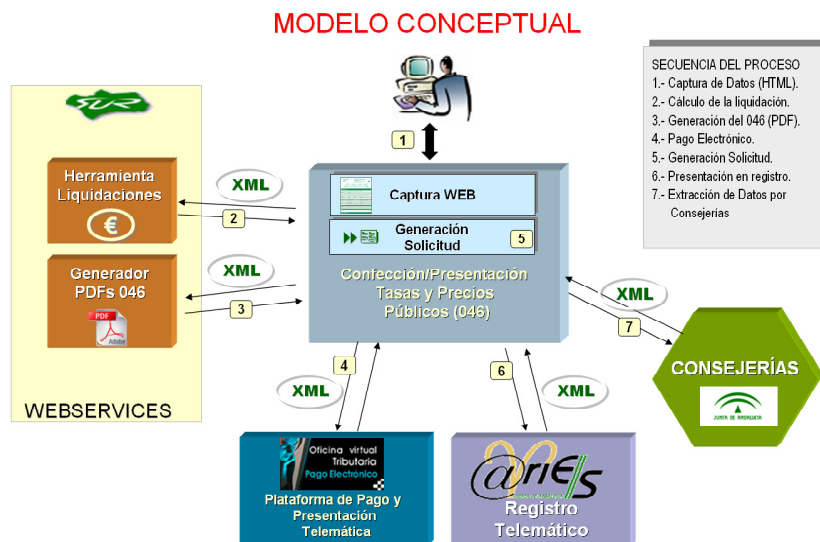 MODELO CONCEPTUAL
SUR
Herramienta
Liquidaciones
€
XML
2
Generador
PDFs 046
PDF
Adobe
XML
3
WEBSERVICES
1
Captura WEB
Generación
Solicitud
5
Confección/Presentación
Tasas y Precios
Públicos (046)
SECUENCIA DEL PROCESO
1.- Captura de Datos (HTML).
2.- Cálculo de la liquidación.
3.- Generación del 046 (PDF).
4.- Pago Electrónico.
5.- Generación Solicitud.
6.- Presentación en registro.
7.- Extracción de Datos por
Consejerías
XML
7
CONSEJERÍAS
JUNTA DE ANDALUCIA
4
XML
6
XML
Oficina virtual
Tributaria
Pago Electrónico
Plataforma de Pago y
Presentación
Telemática
@rieS
Registro
Telemático